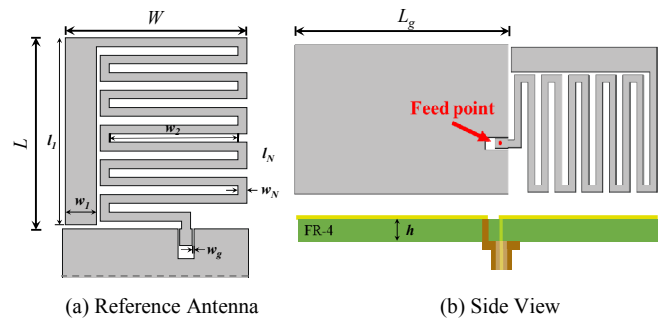 W
L
l1
w1
w2
lN
wN
wg
Lg
Feed point
FR-4
h
(a) Reference Antenna
(b) Side View